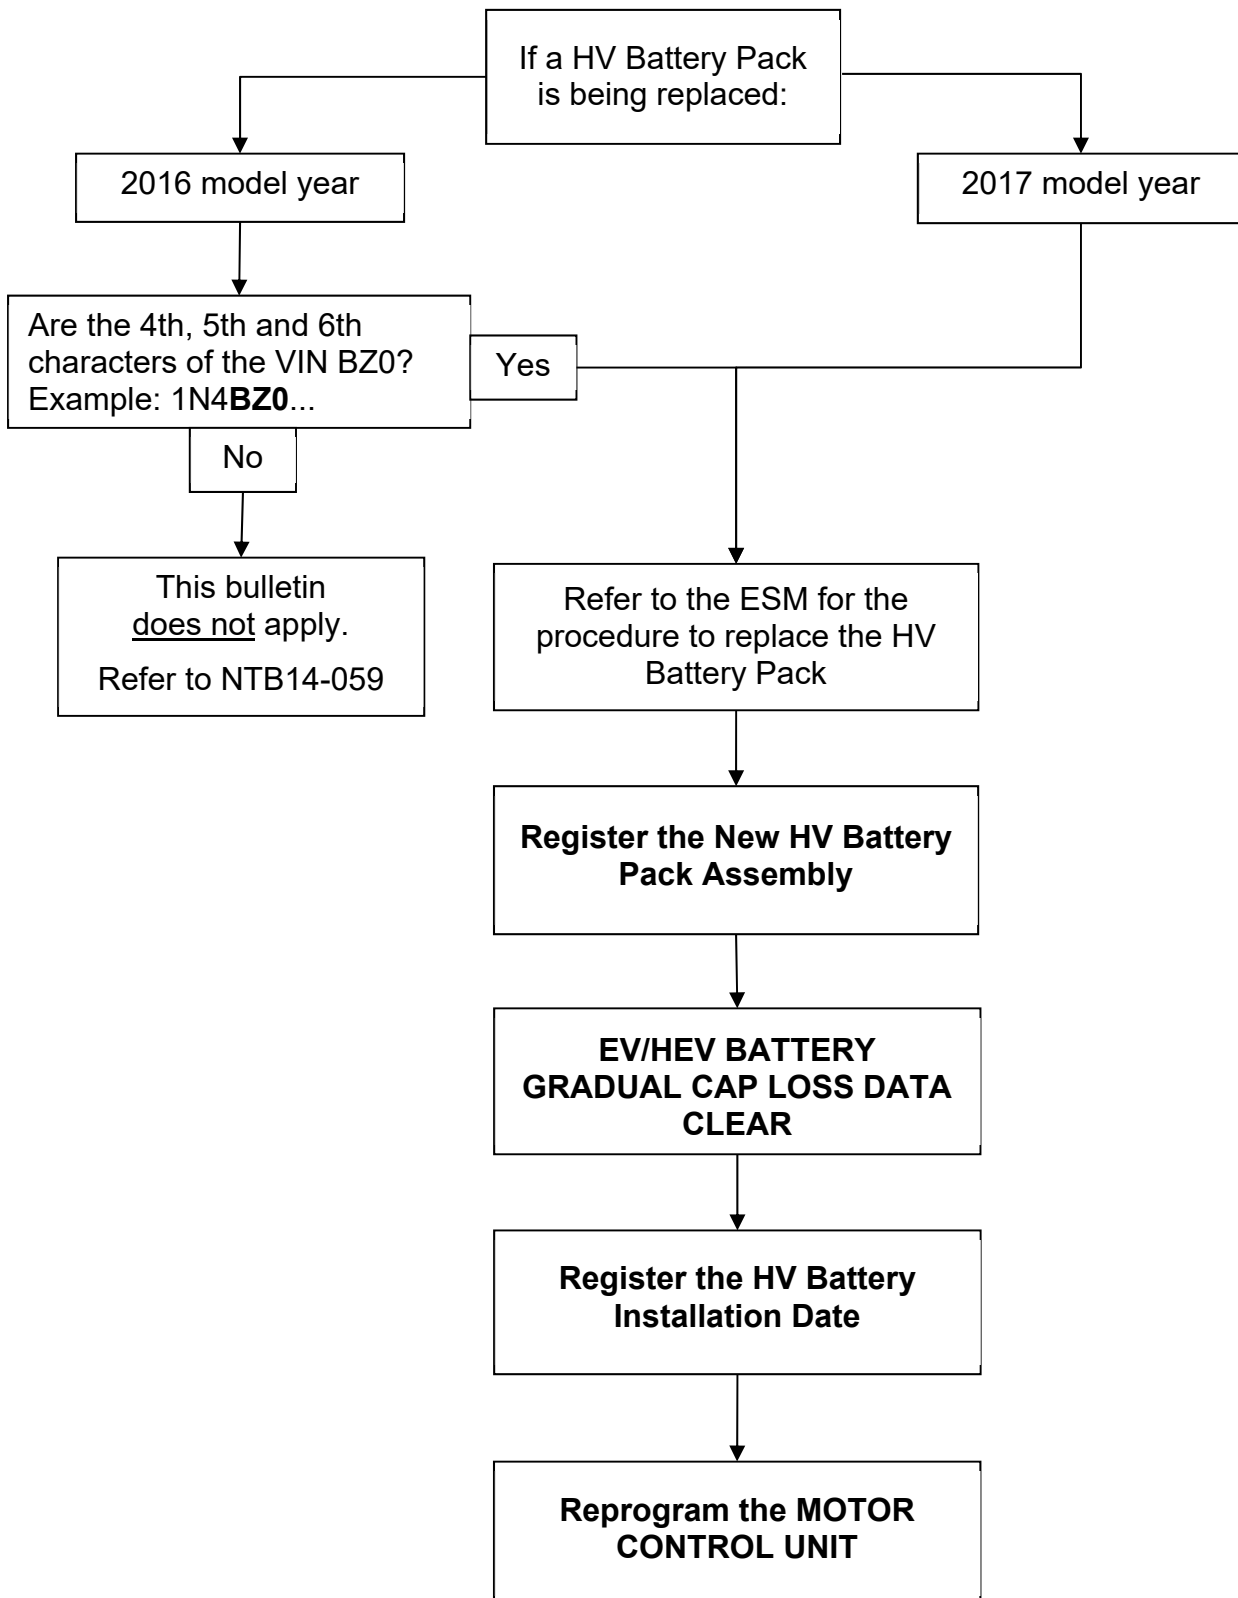 If a HV Battery Pack
is being replaced:
2016 model year
2017 model year
Are the 4th, 5th and 6th
characters of the VIN BZ0?
Example: 1N4BZ0...
Yes
No
This bulletin
does not apply.
Refer to NTB14-059
Refer to the ESM for the
procedure to replace the HV
Battery Pack
Register the New HV Battery
Pack Assembly
EV/HEV BATTERY
GRADUAL CAP LOSS DATA
CLEAR
Register the HV Battery
Installation Date
Reprogram the MOTOR
CONTROL UNIT